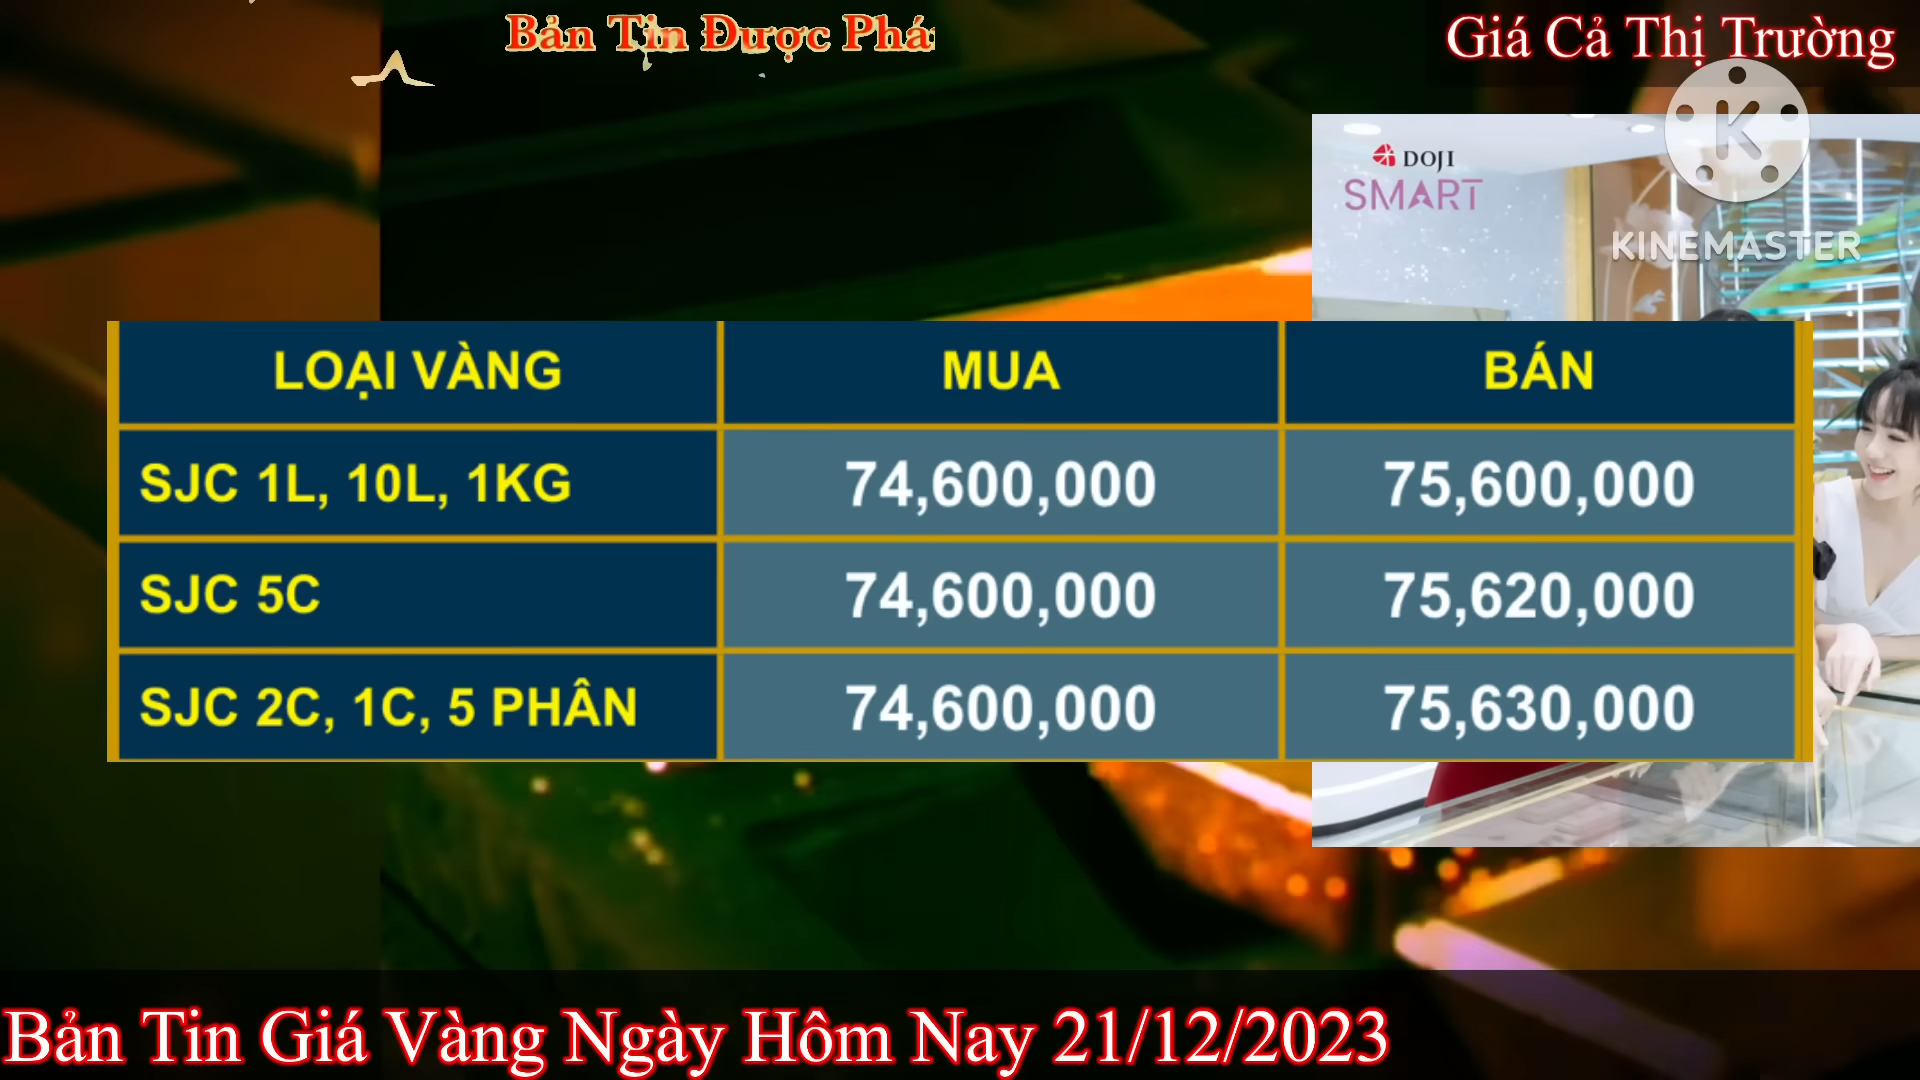 Bản Tin Được Phá
Giá Cả Thị Trường
DOJI
SMART
K
KINEMASTER
LOẠI VÀNG MUA BÁN
SJC 1L, 10L, 1KG 74,600,000 75,600,000
SJC 5C 74,600,000 75,620,000
SJC 2C, 1C, 5 PHÂN 74,600,000 75,630,000
Bản Tin Giá Vàng Ngày Hôm Nay 21/12/2023